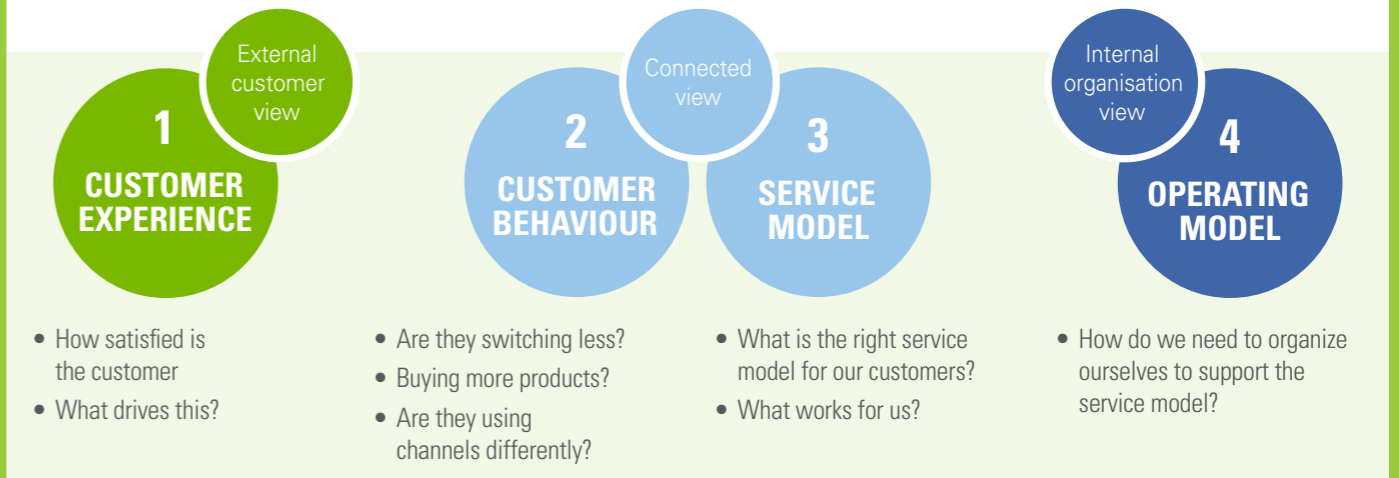 External
customer
view
1
CUSTOMER
EXPERIENCE
• How satisfied is
the customer
• What drives this?
Connected
view
2
CUSTOMER
BEHAVIOUR
• Are they switching less?
• Buying more products?
• Are they using
channels differently?
3
SERVICE
MODEL
• What is the right service
model for our customers?
• What works for us?
Internal
organisation
view
4
OPERATING
MODEL
• How do we need to organize
ourselves to support the
service model?